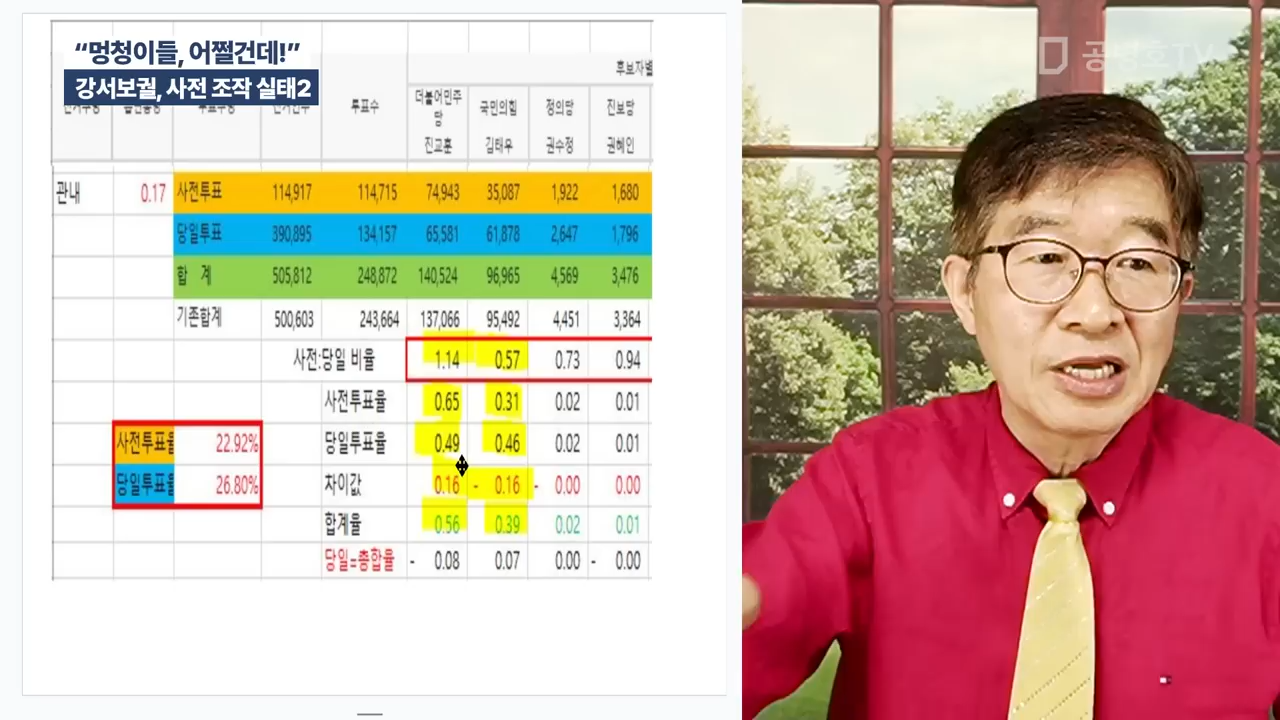 “멍청이들, 어쩔건데!”
강서보궐, 사전 조작 실태2
공병호TV
후보자별
투표수 더불어민주당 국민의힘 정의당 진보당
진교훈 김태우 권수정 권혜인
관내 0.17 사전투표 114,917 114,715 74,943 35,087 1,922 1,680
당일투표 390,895 134,157 65,581 61,878 2,647 1,796
합 계 505,812 248,872 140,524 96,965 4,569 3,476
기존합계 500,603 243,664 137,066 95,492 4,451 3,364
사전:당일 비율 1.14 0.57 0.73 0.94
사전투표율 0.65 0.31 0.02 0.01
사전투표율 22.92% 당일투표율 0.49 0.46 0.02 0.01
당일투표율 26.80% 차이값 0.16 - 0.16 - 0.00 0.00
합계율 0.56 0.39 0.02 0.01
당일=총합율 - 0.08 0.07 0.00 - 0.00